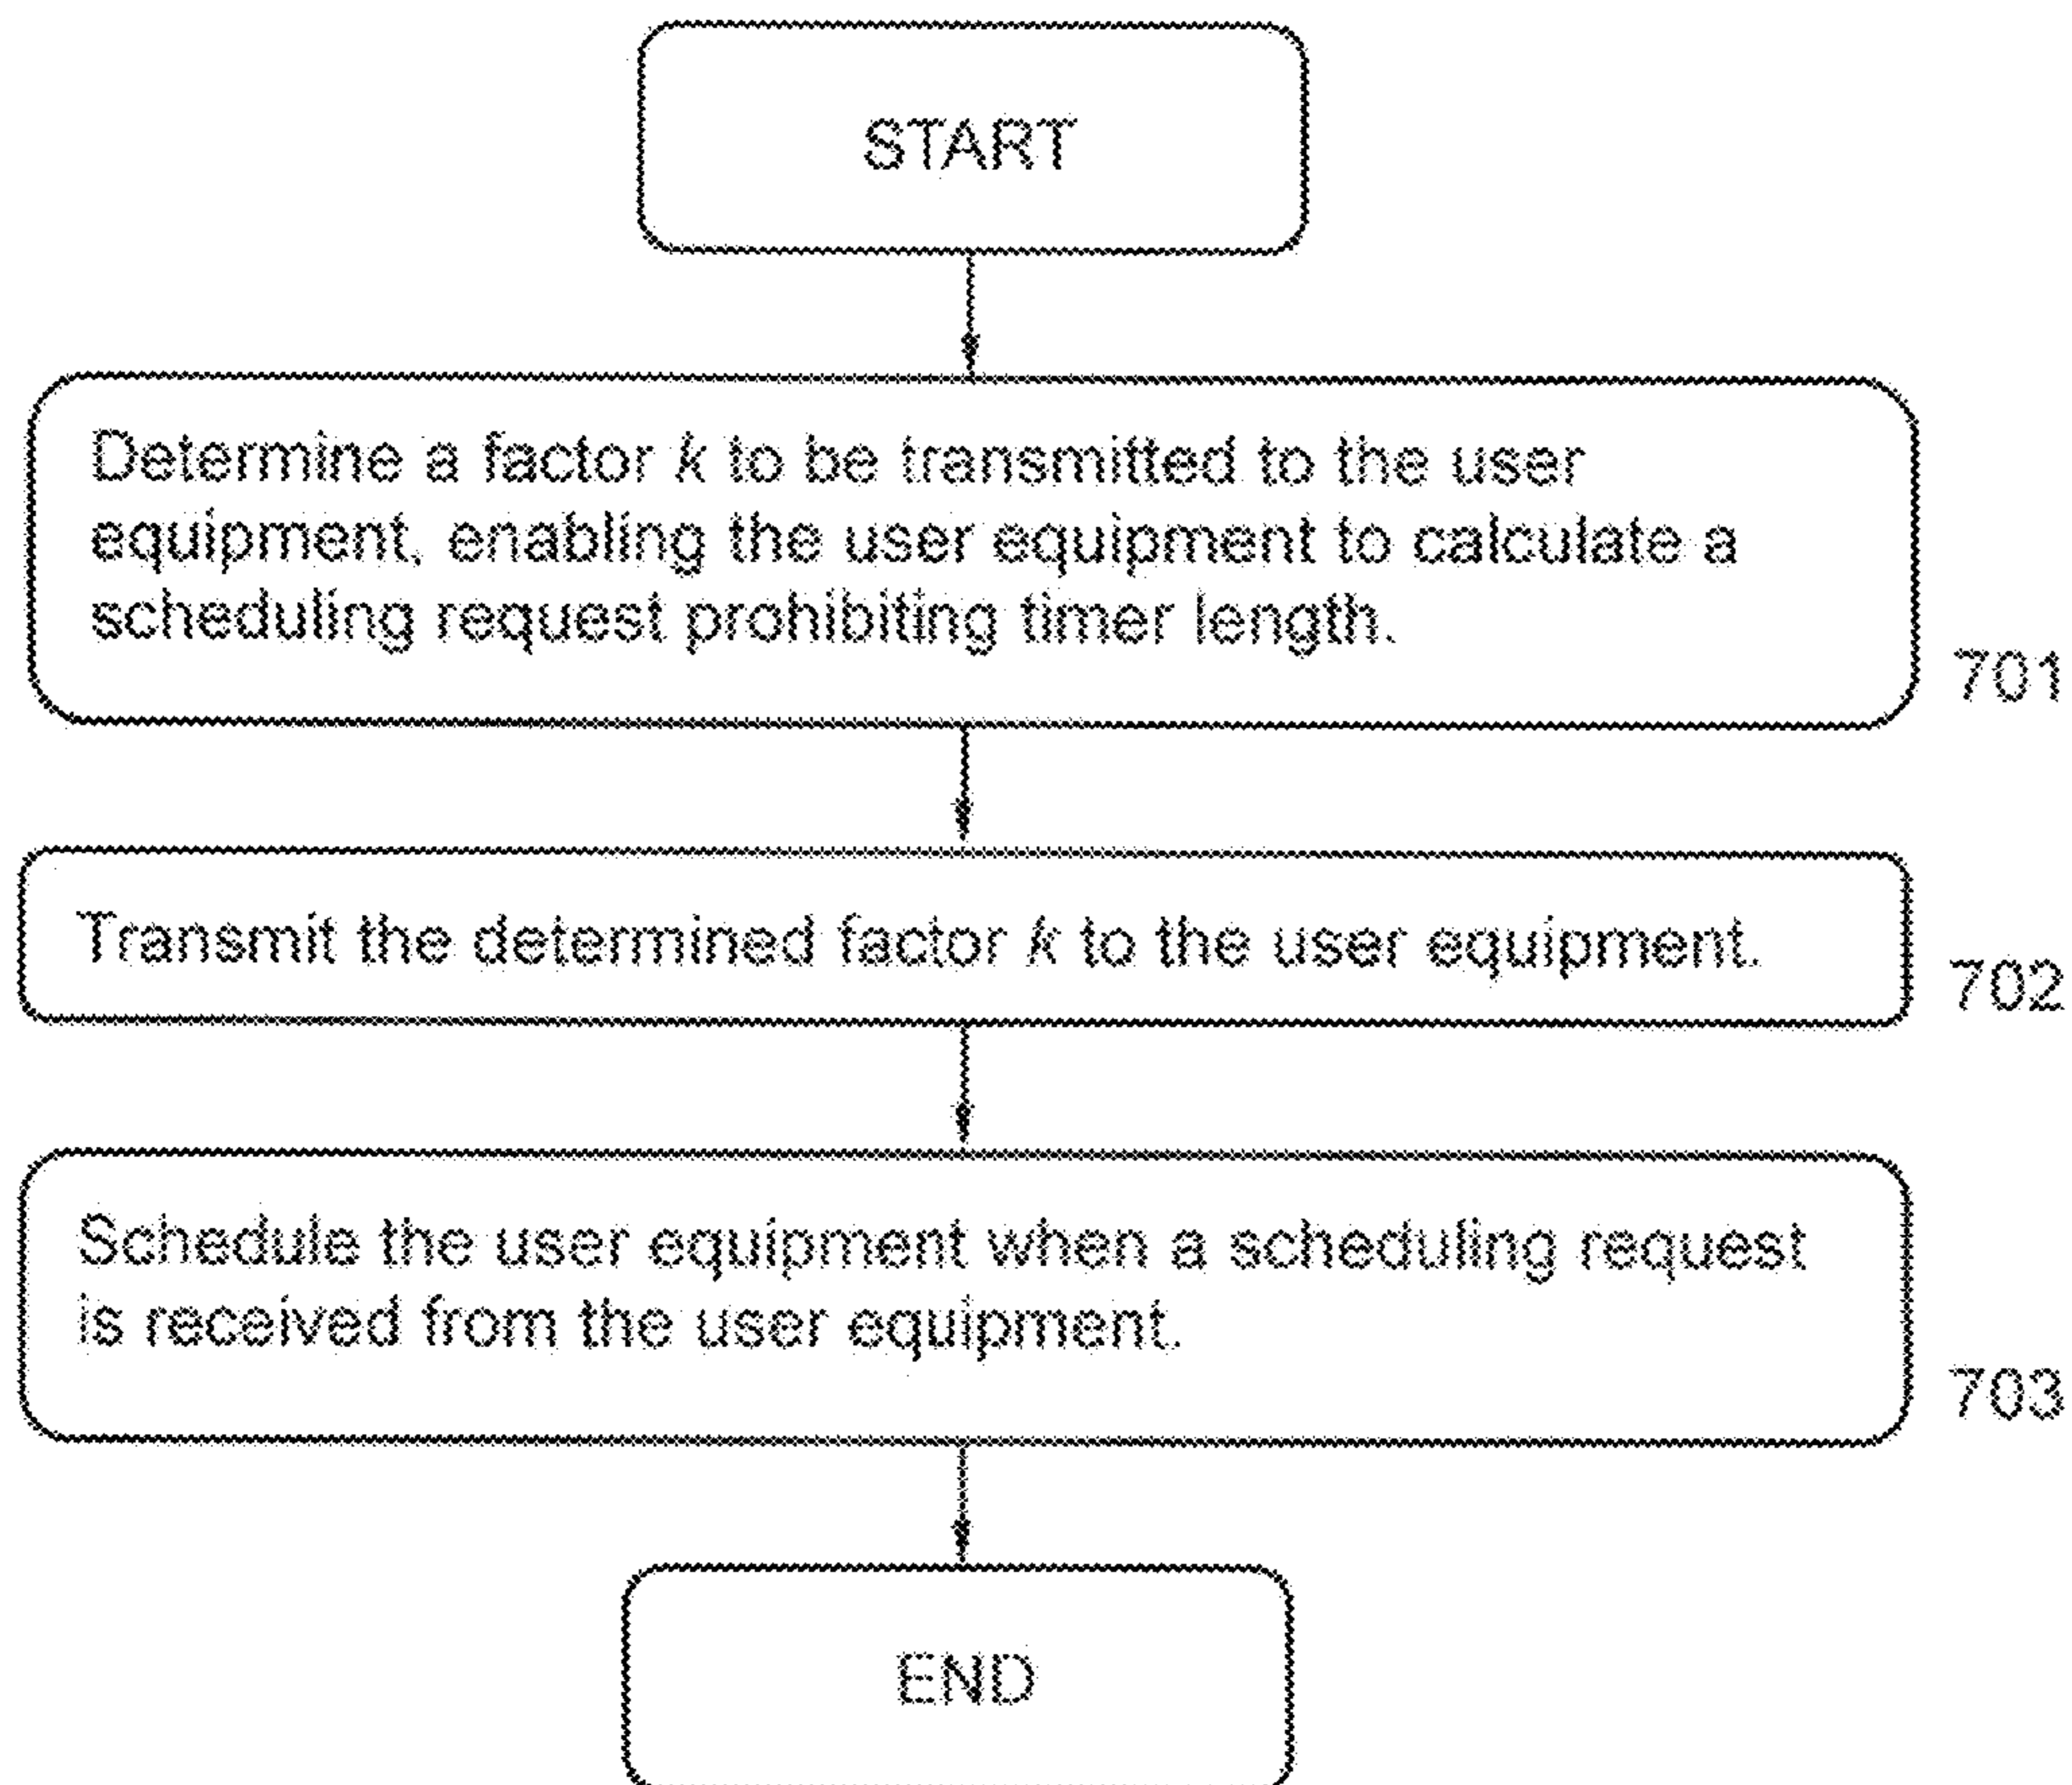 START
Determine a factor k to be transmitted to the user
equipment, enabling the user equipment to calculate a
scheduling request prohibiting timer length.
701
Transmit the determined factor k to the user equipment.
702
Schedule the user equipment when a scheduling request
is received from the user equipment.
703
END